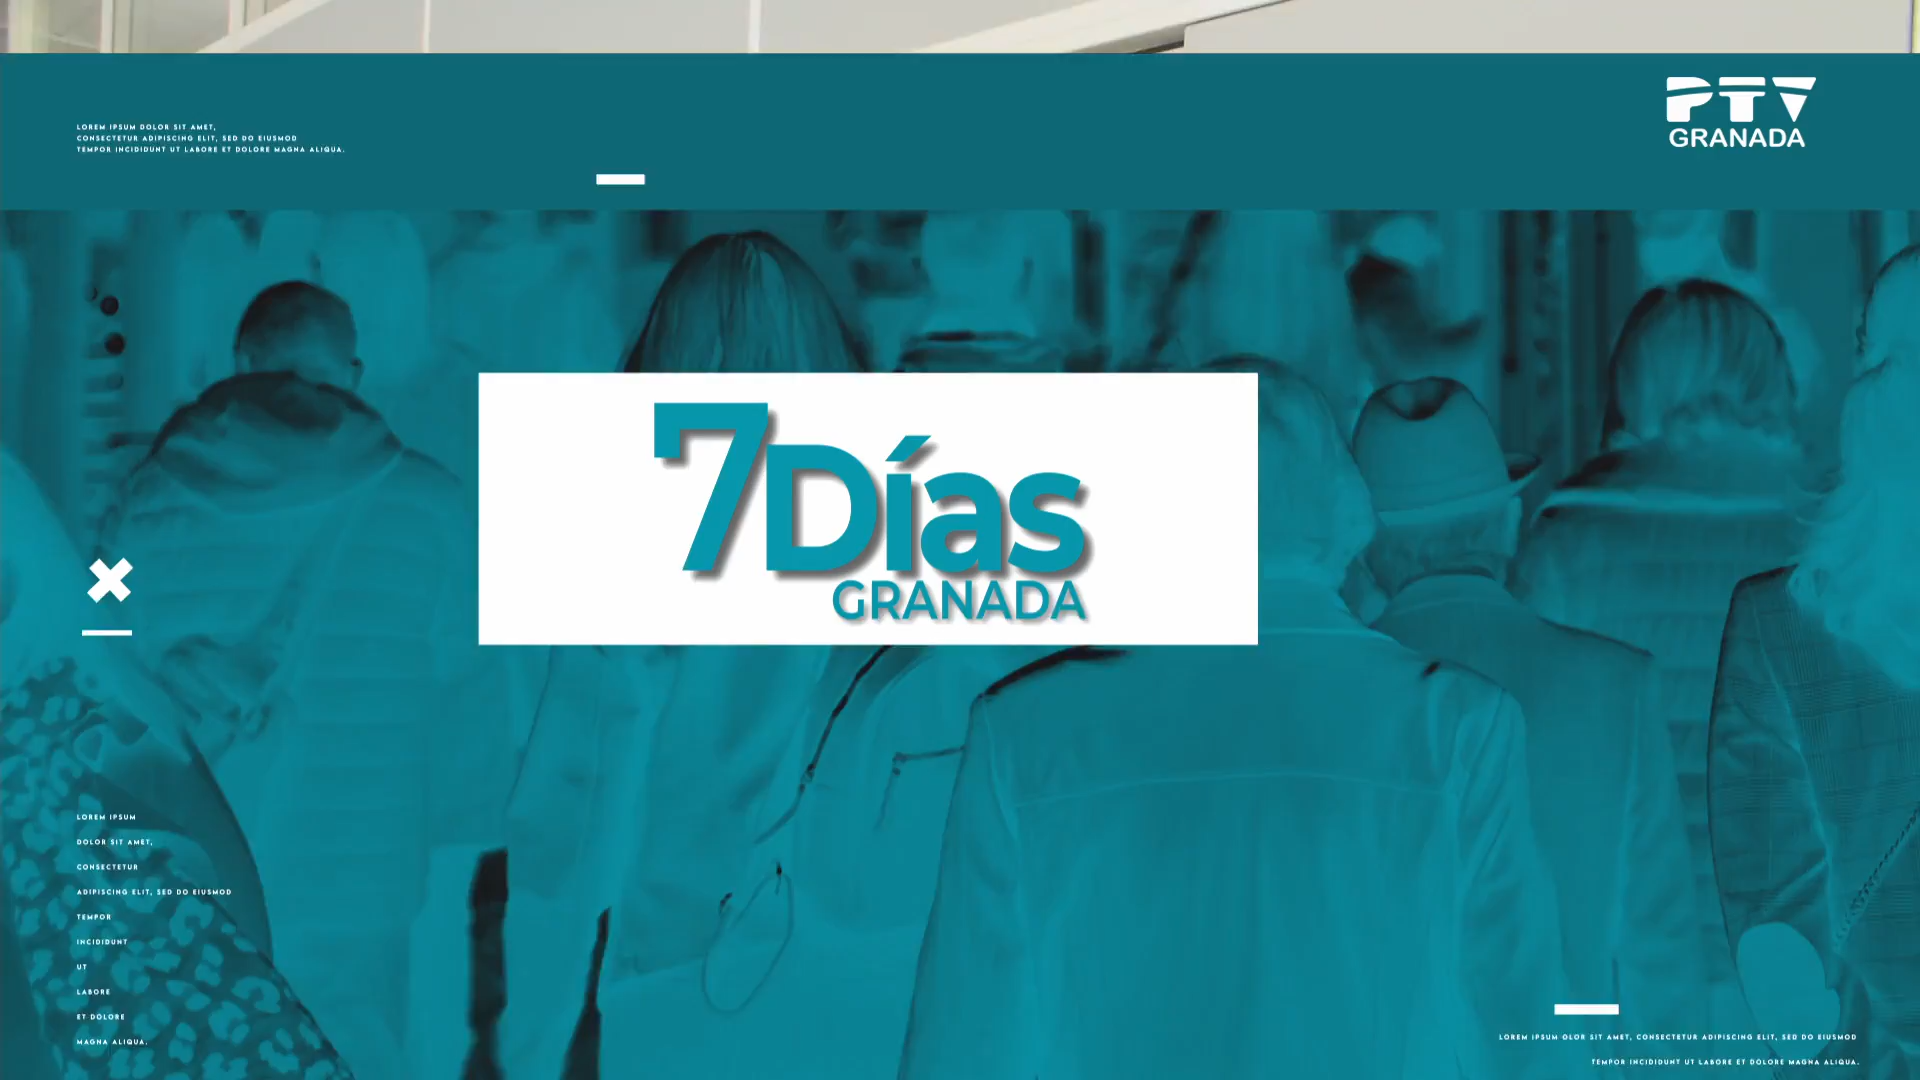 LOREM IPSUM DOLOR SIT AMET,
CONSECTETUR ADIPISCING ELIT, SED DO EIUSMOD
TEMPOR INCIDIDUNT UT LABORE ET DOLORE MAGNA ALIQUA.
PTV
GRANADA
7Días
GRANADA
LOREM IPSUM
DOLOR SIT AMET,
CONSECTETUR
ADIPISCING ELIT, SED DO EIUSMOD
TEMPOR
INCIDIDUNT
UT
LABORE
ET DOLORE
MAGNA ALIQUA.
LOREM IPSUM OLOR SIT AMET, CONSECTETUR ADIPISCING ELIT, SED DO EIUSMOD
TEMPOR INCIDIDUNT UT LABORE ET DOLORE MAGNA ALIQUA.